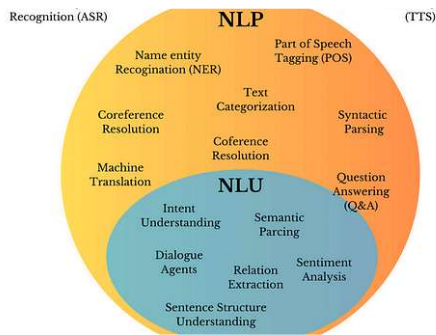 Recognition (ASR)
NLP
(TTS)
Name entity
Recogination (NER)
Part of Speech
Tagging (POS)
Text
Categorization
Coreference
Resolution
Syntactic
Parsing
Coference
Resolution
Machine
Translation
NLU
Question
Answering
(Q&A)
Intent
Understanding
Semantic
Parcing
Dialogue
Agents
Relation
Extraction
Sentiment
Analysis
Sentence Structure
Understanding